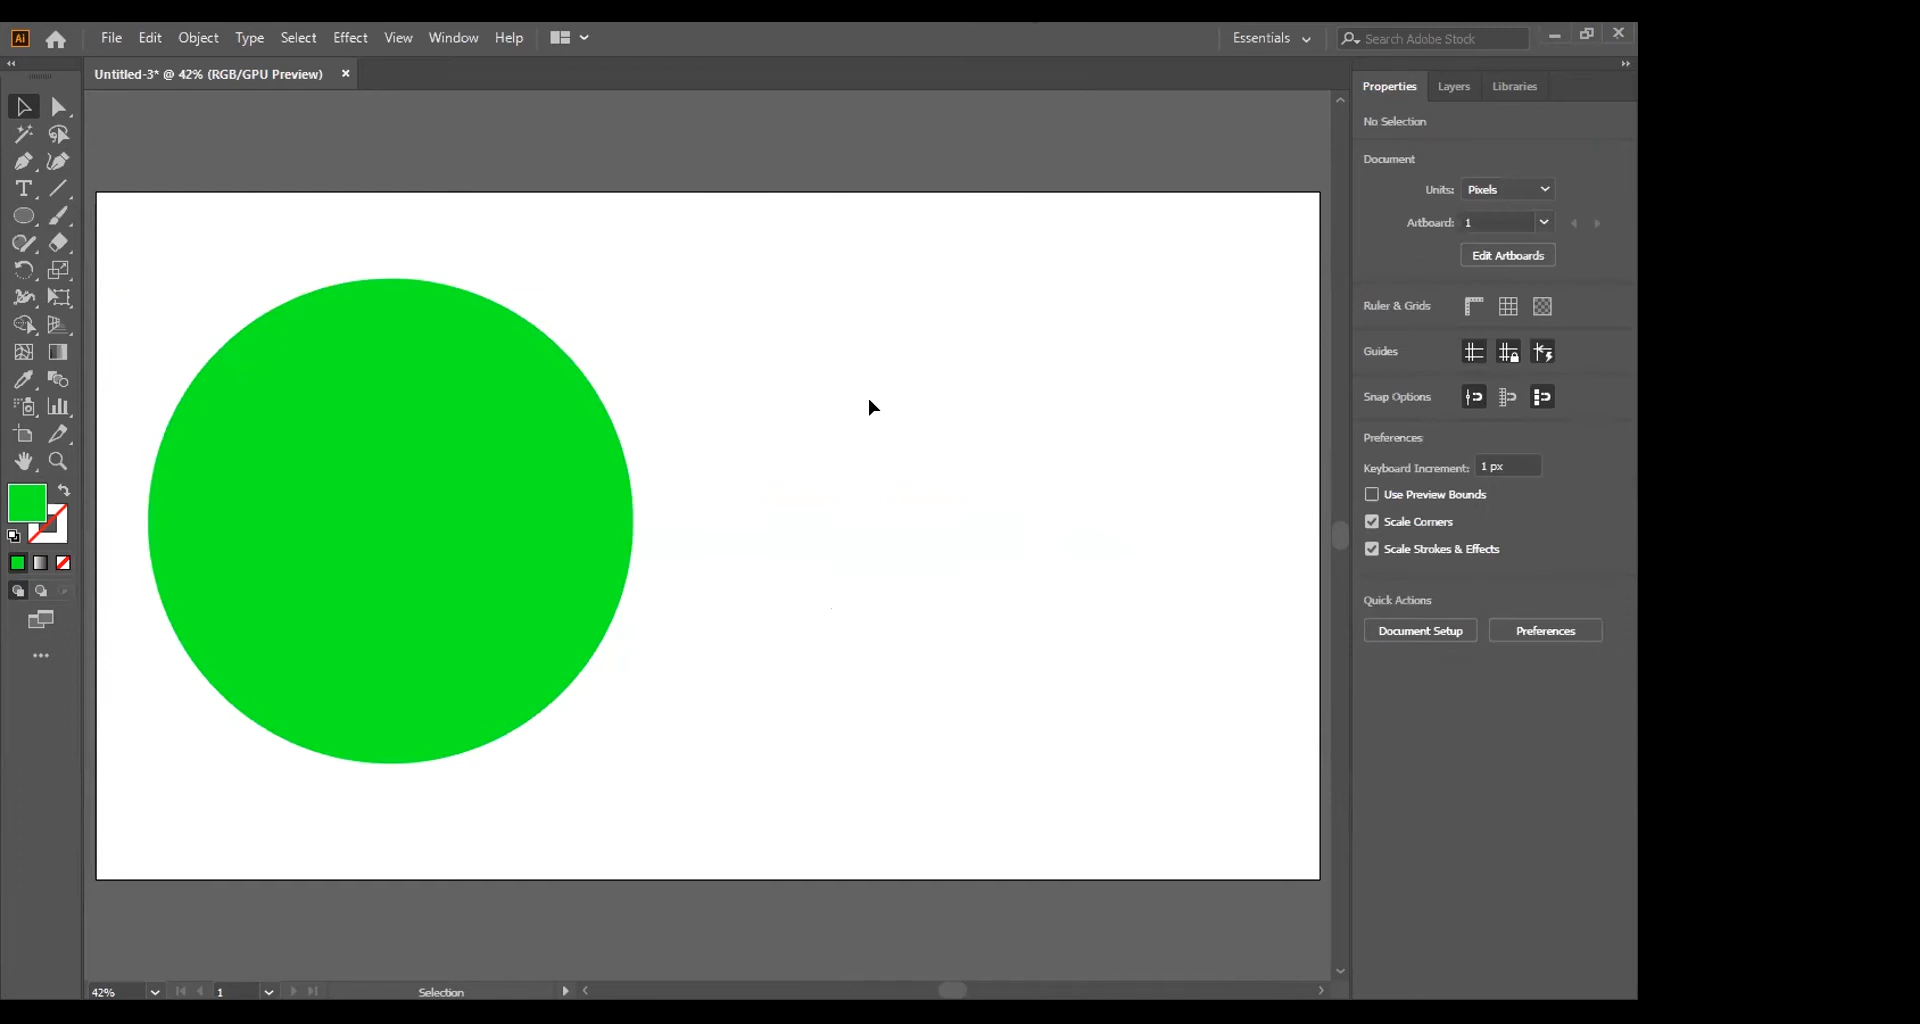 Ai
File Edit Object Type Select Effect View Window Help
Essentials
Search Adobe Stock
Untitled-3* @ 42% (RGB/GPU Preview)
Properties Layers Libraries
No Selection
Document
Units: Pixels
Artboard: 1
Edit Artboards
Ruler & Grids
Guides
Snap Options
Preferences
Keyboard Increment: 1 px
Use Preview Bounds
Scale Corners
Scale Strokes & Effects
Quick Actions
Document Setup Preferences
42% 1 Selection